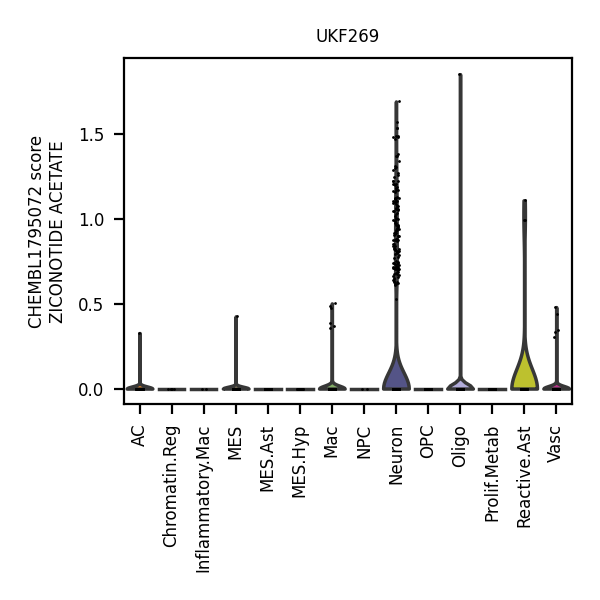 UKF269
CHEMBL1795072 score
ZICONOTIDE ACETATE
1.5
1.0
0.5
0.0
AC
Chromatin.Reg
Inflammatory.Mac
MES
MES.Ast
MES.Hyp
Mac
NPC
Neuron
OPC
Oligo
Prolif.Metab
Reactive.Ast
Vasc